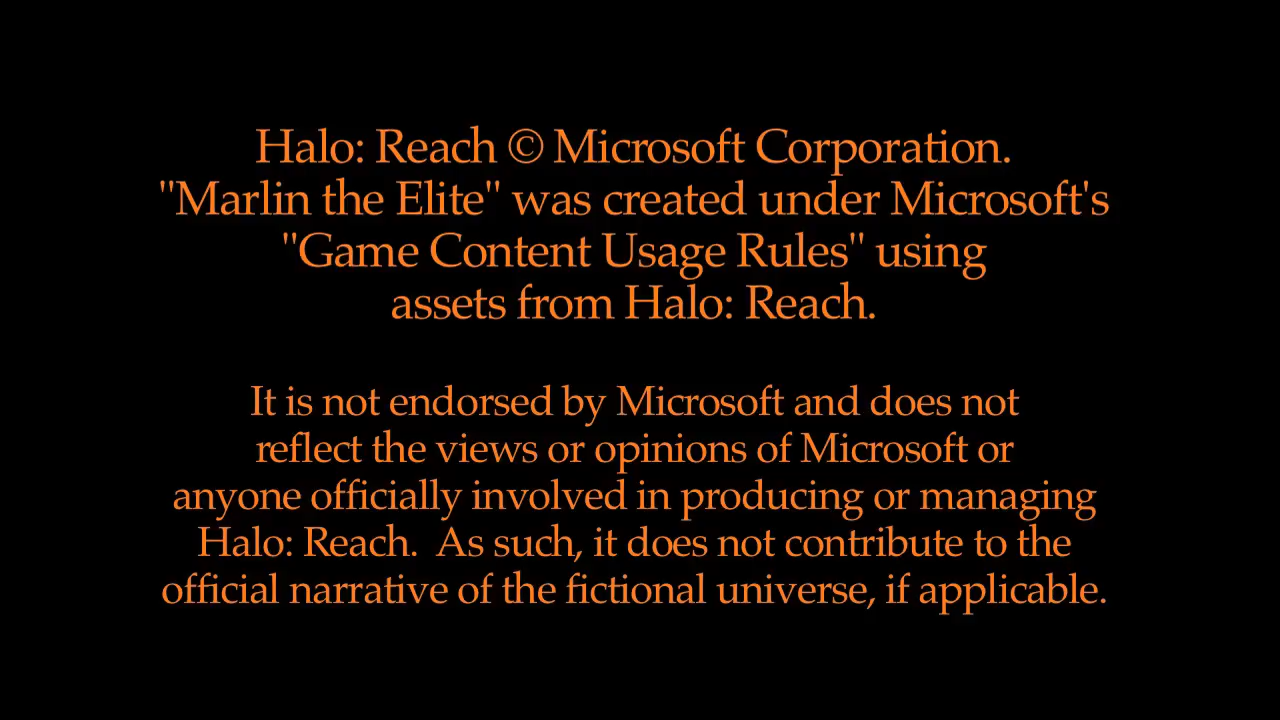 Halo: Reach © Microsoft Corporation.
"Marlin the Elite" was created under Microsoft's
"Game Content Usage Rules" using
assets from Halo: Reach.
It is not endorsed by Microsoft and does not
reflect the views or opinions of Microsoft or
anyone officially involved in producing or managing
Halo: Reach.  As such, it does not contribute to the
official narrative of the fictional universe, if applicable.